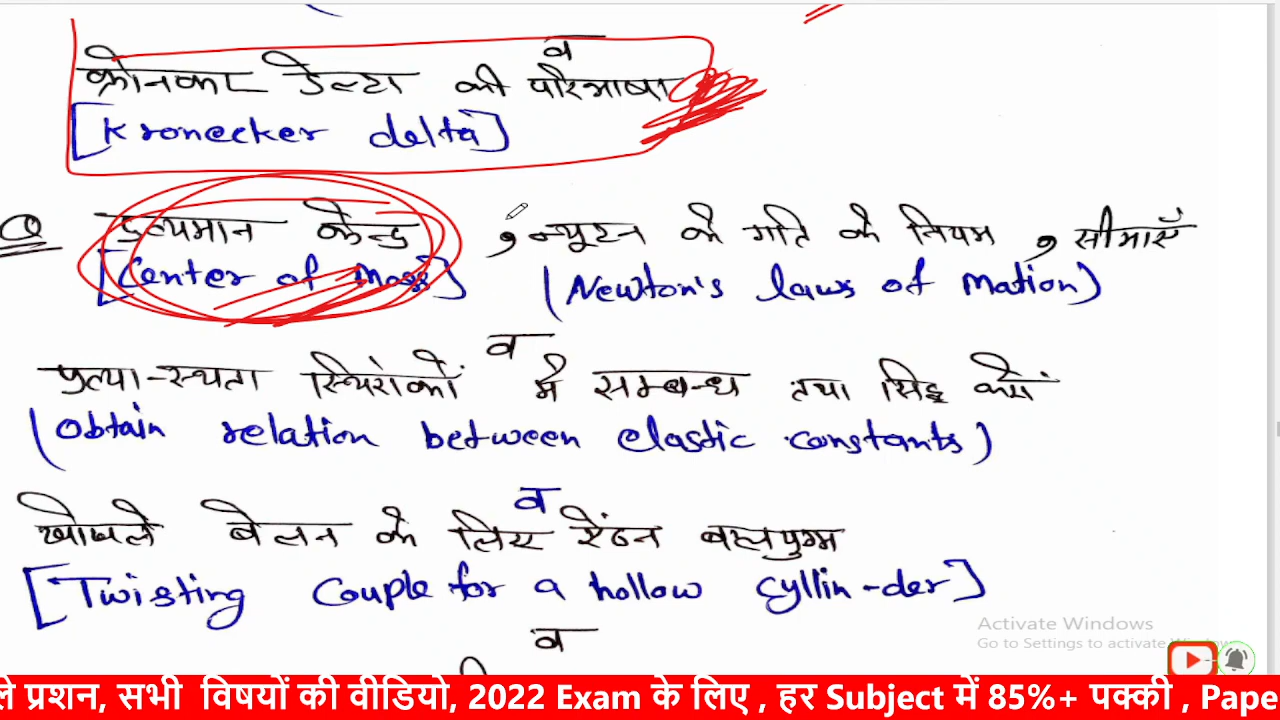 व
क्रोनकर डेल्टा की परिभाषा
[Kronecker delta]
Q द्रव्यमान केन्द्र , न्यूटन के गति के नियम , सीमाएँ
[Center of mass] (Newton's laws of Mation)
व
प्रत्या-स्थता स्थिरांकों में सम्बन्ध तथा सिद्ध करें
(Obtain relation between elastic constants)
व
खोखले बेलन के लिए ऐंठन बलयुग्म
[Twisting Couple for a hollow Cyllin-der]
व
Activate Windows
Go to Settings to activate Windows.
ले प्रशन, सभी विषयों की वीडियो, 2022 Exam के लिए , हर Subject में 85%+ पक्की , Pape